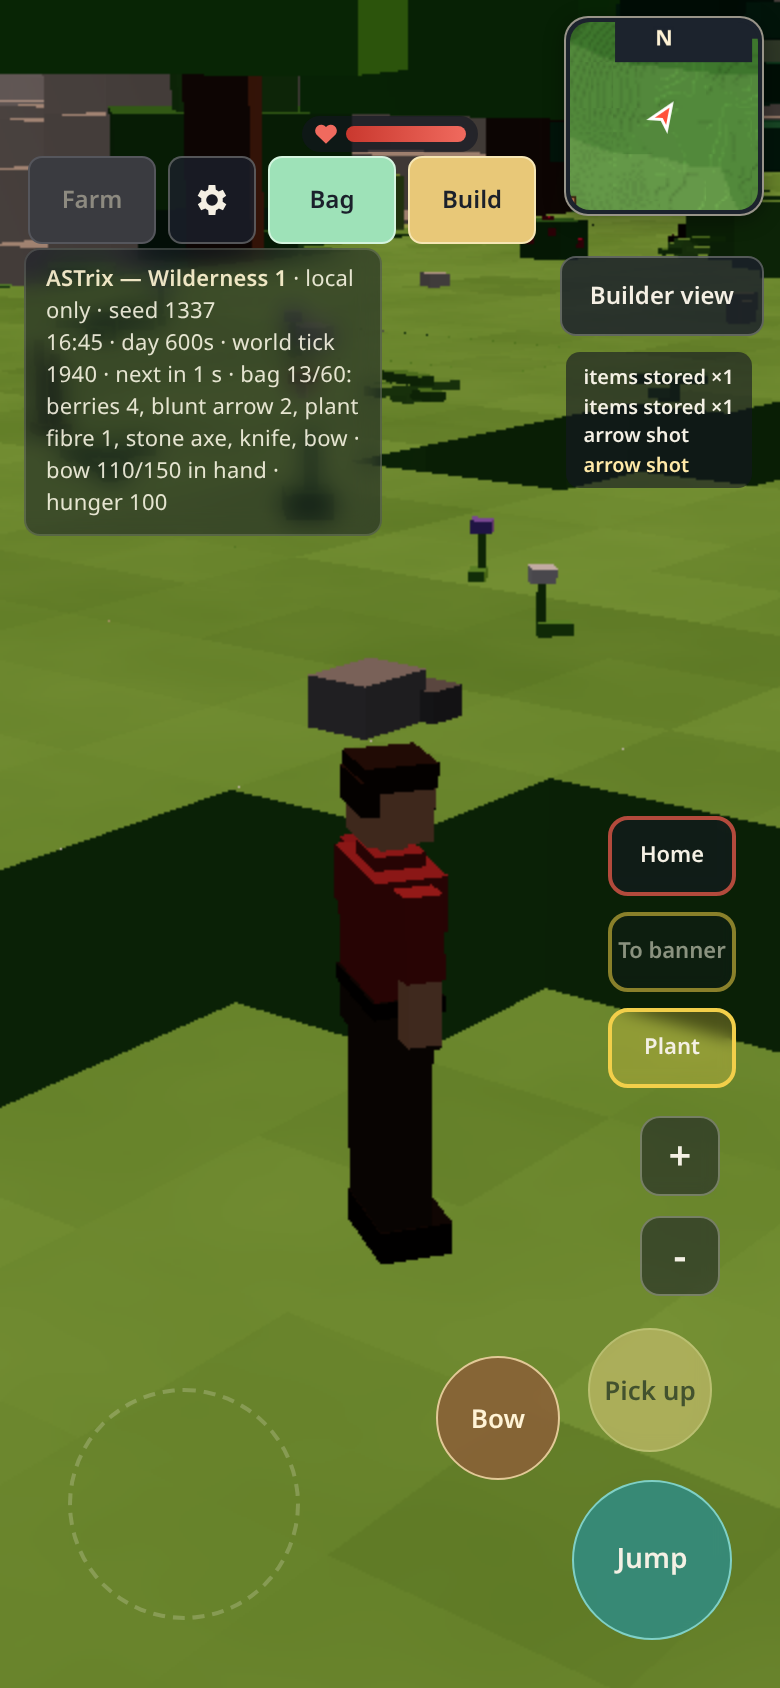 N
Farm
Bag
Build
ASTrix — Wilderness 1 · local
only · seed 1337
16:45 · day 600s · world tick
1940 · next in 1 s · bag 13/60:
berries 4, blunt arrow 2, plant
fibre 1, stone axe, knife, bow ·
bow 110/150 in hand ·
hunger 100
Builder view
items stored ×1
items stored ×1
arrow shot
arrow shot
Home
To banner
Plant
+
-
Pick up
Bow
Jump